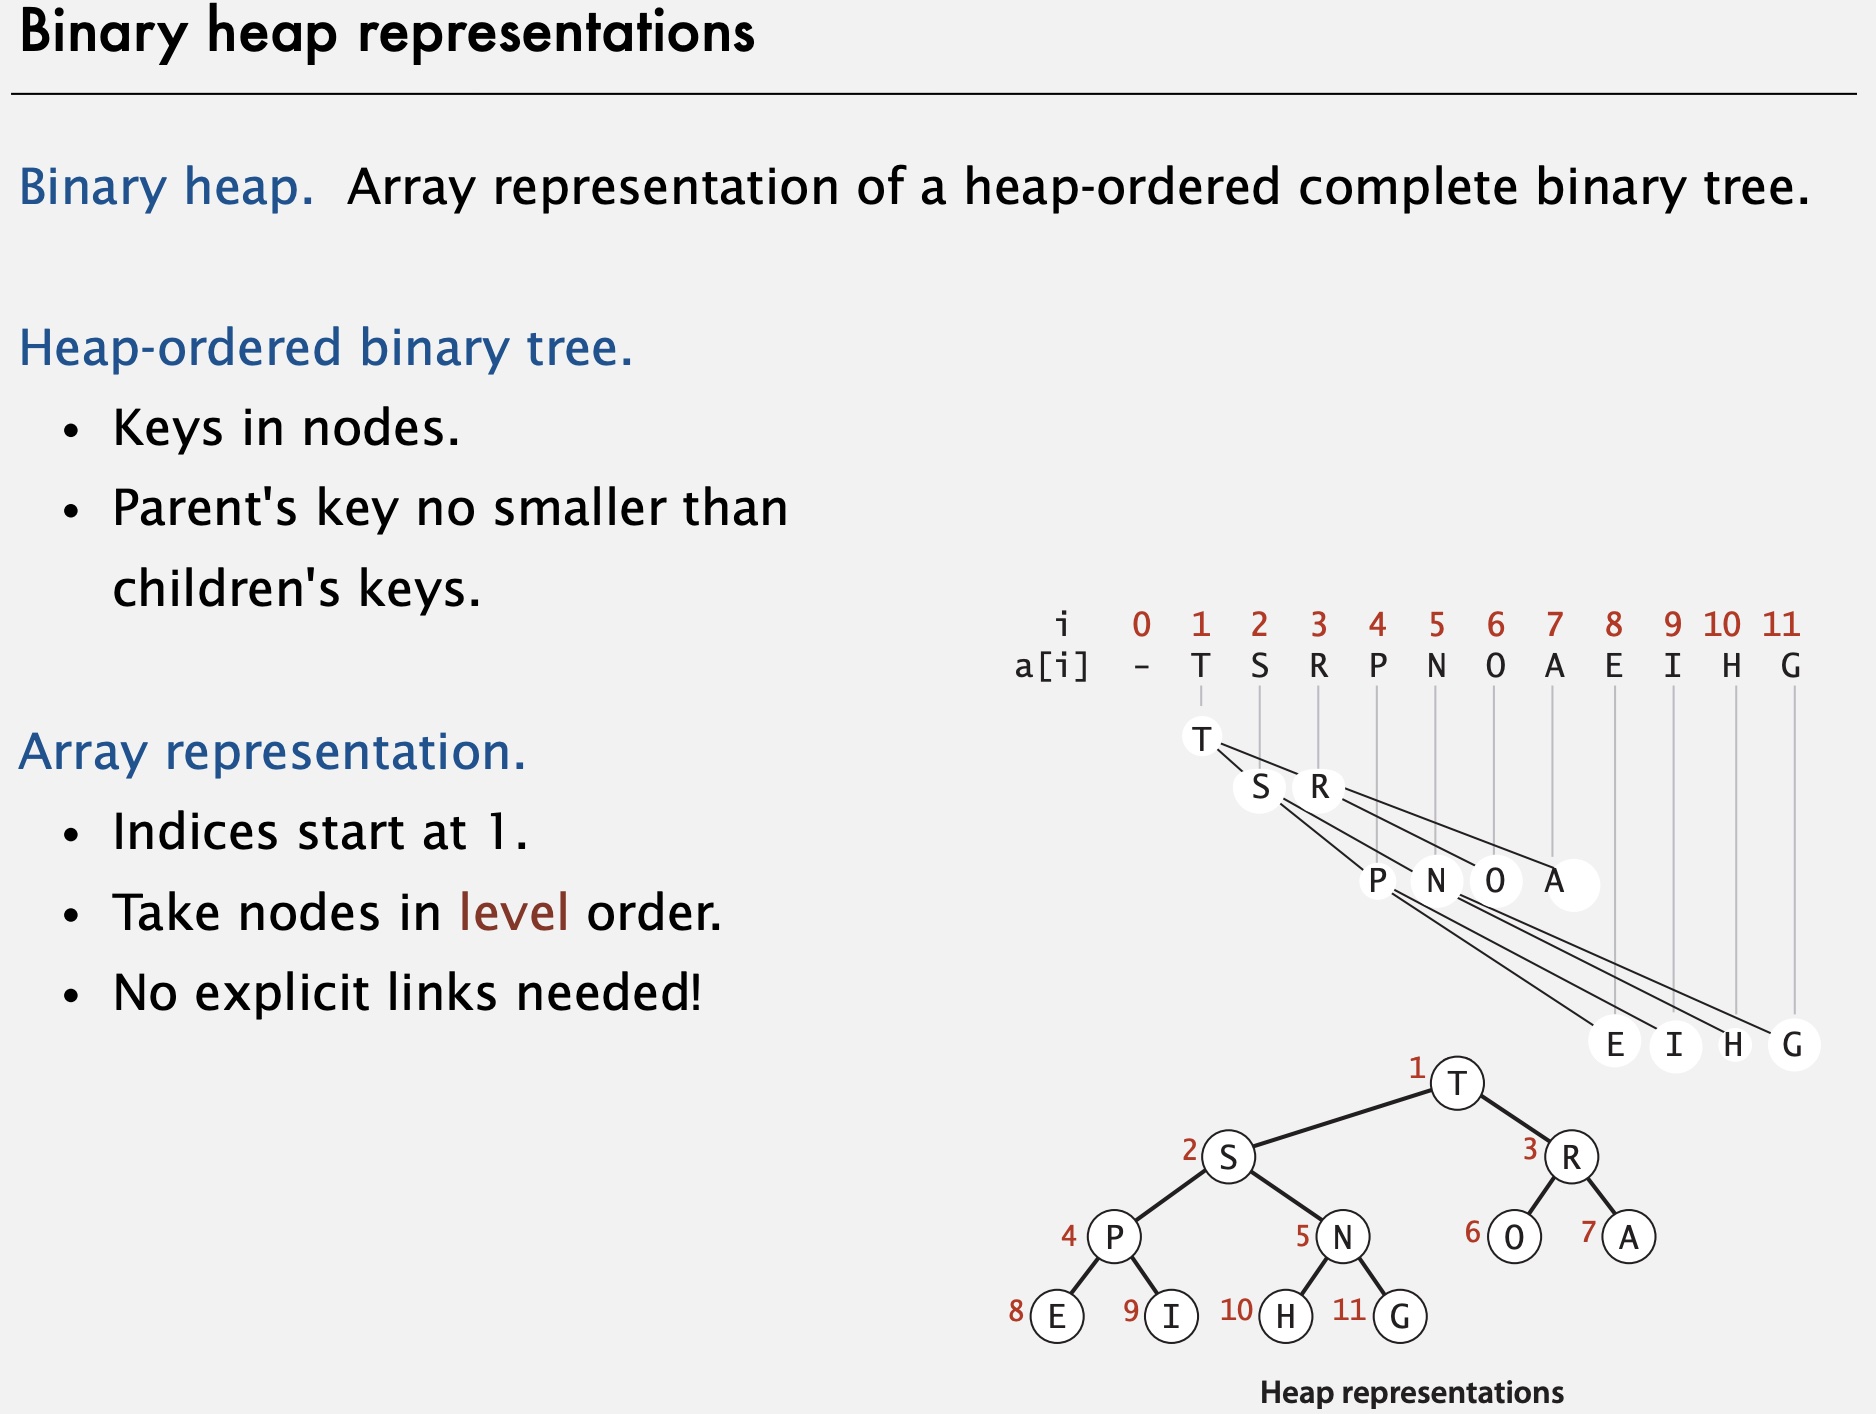 Binary heap representations
Binary heap. Array representation of a heap-ordered complete binary tree.
Heap-ordered binary tree.
• Keys in nodes.
• Parent's key no smaller than
children's keys.
Array representation.
• Indices start at 1.
• Take nodes in level order.
• No explicit links needed!
i 0 1 2 3 4 5 6 7 8 9 10 11
a[i] - T S R P N O A E I H G
T
S R
P N O A
E I H G
1 T
2 S 3 R
4 P 5 N 6 O 7 A
8 E 9 I 10 H 11 G
Heap representations